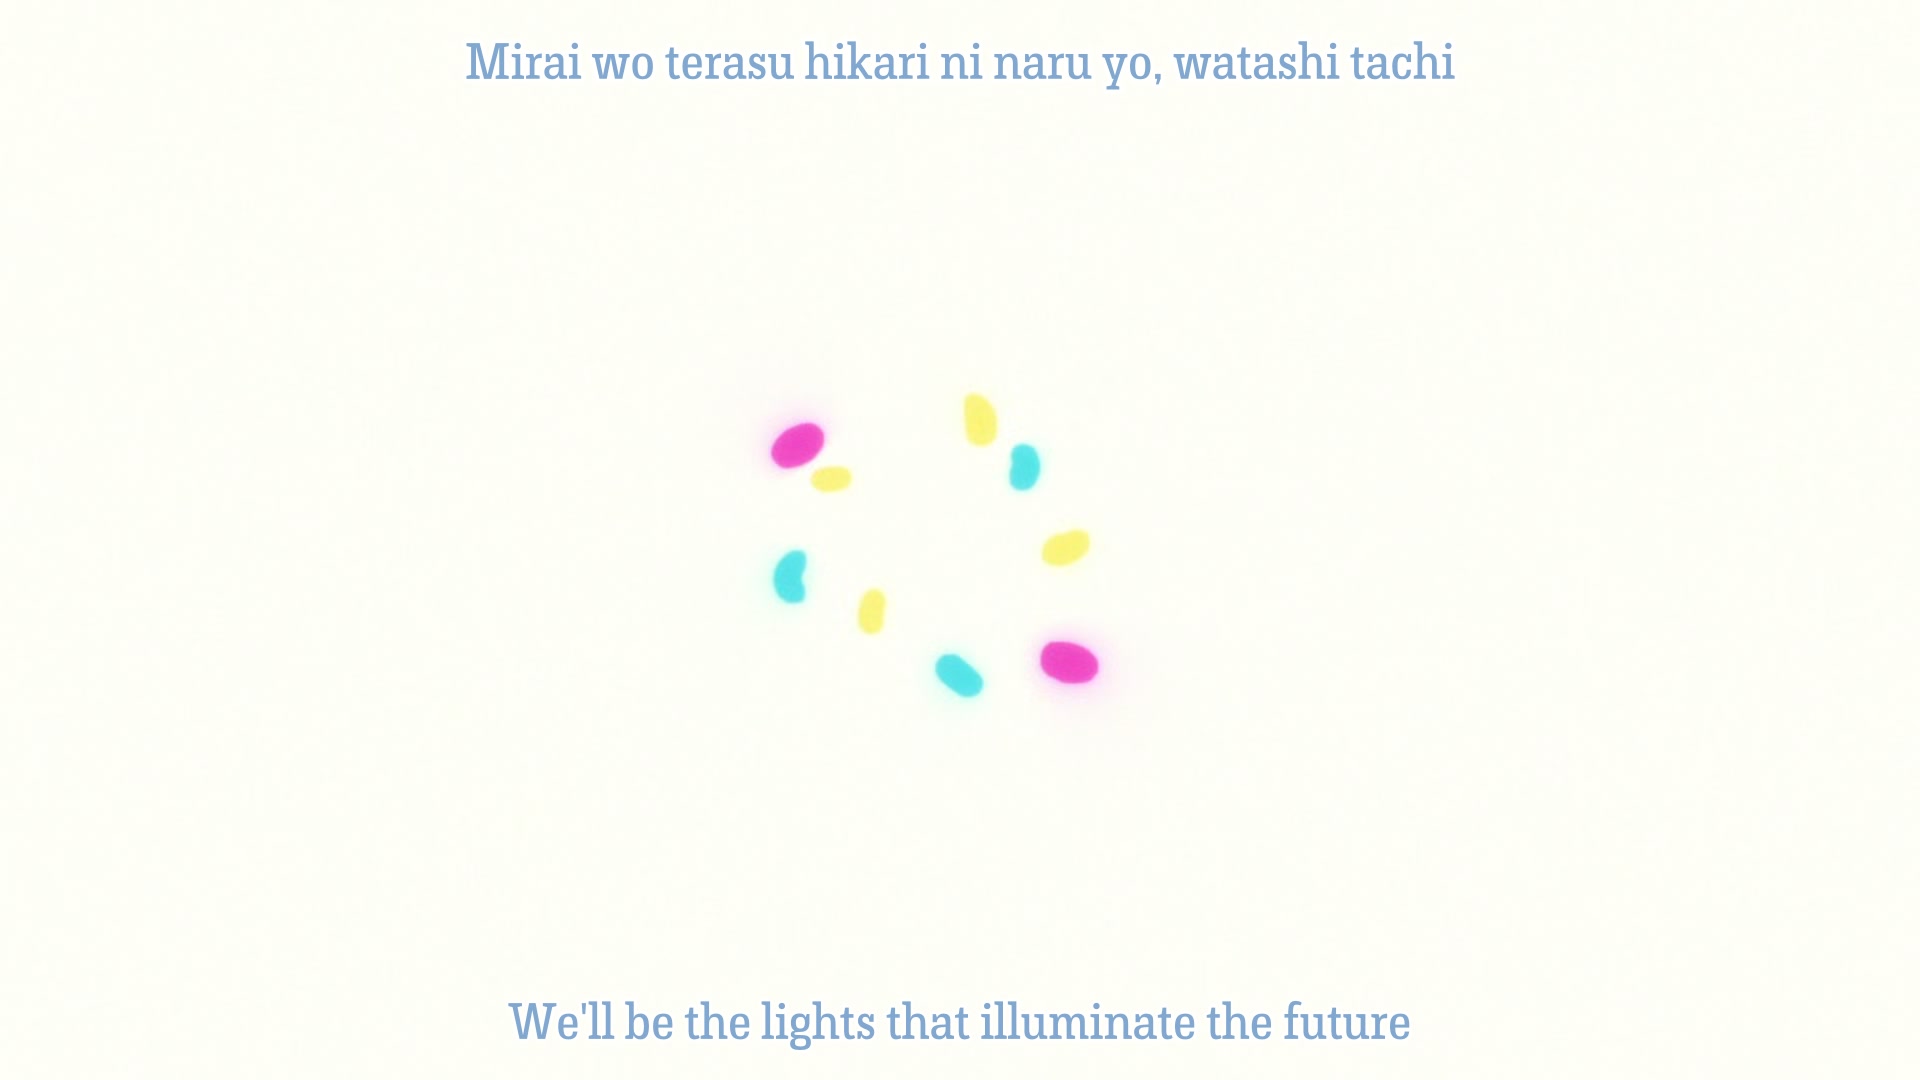 Mirai wo terasu hikari ni naru yo, watashi tachi
We'll be the lights that illuminate the future